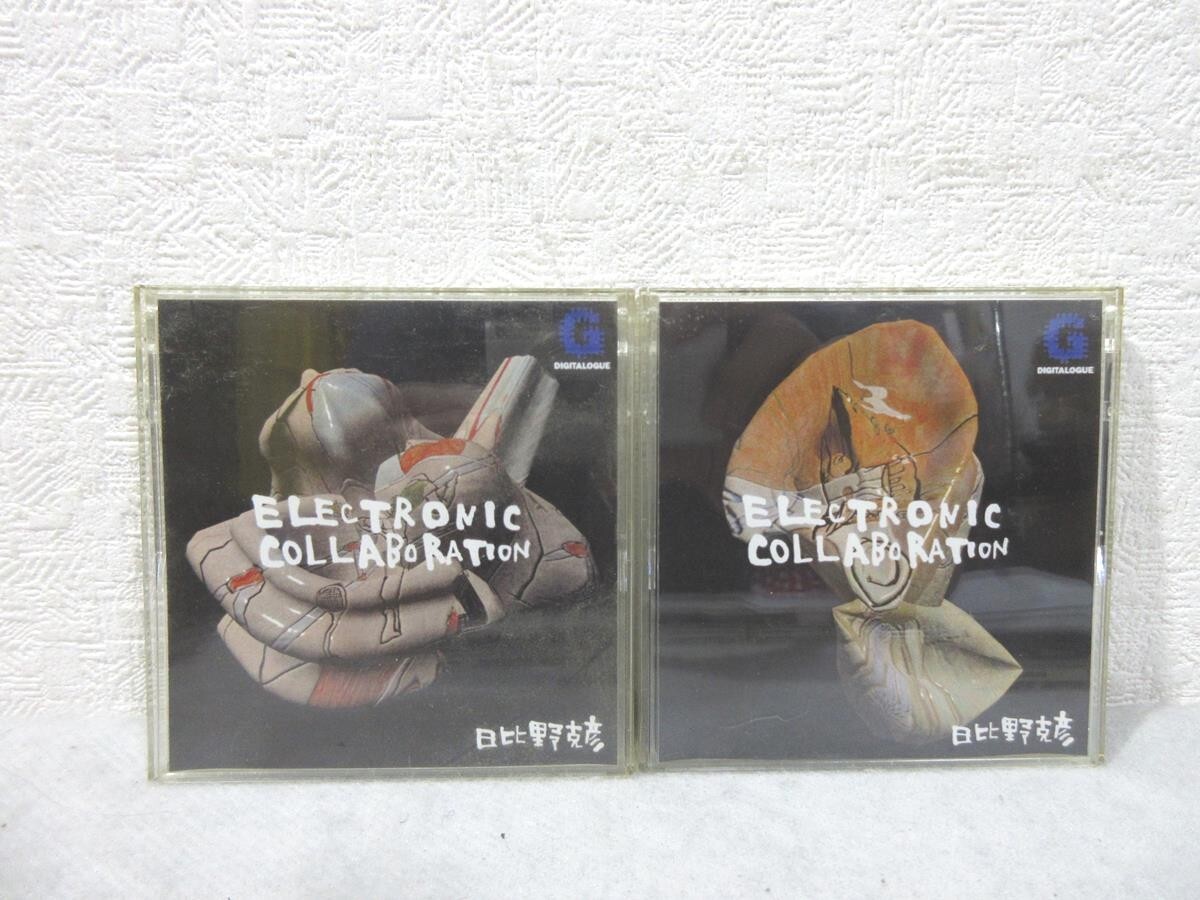 DIGITALOGUE
ELECTRONIC
COLLABORATION
日比野克彦
DIGITALOGUE
ELECTRONIC
COLLABORATION
日比野克彦